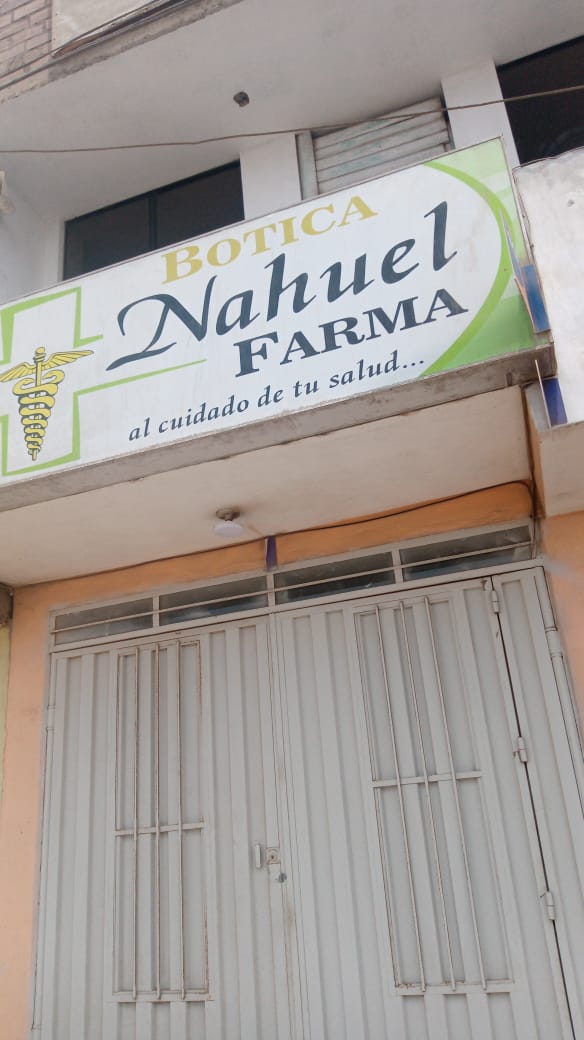 BOTICA
Nahuel
FARMA
al cuidado de tu salud...